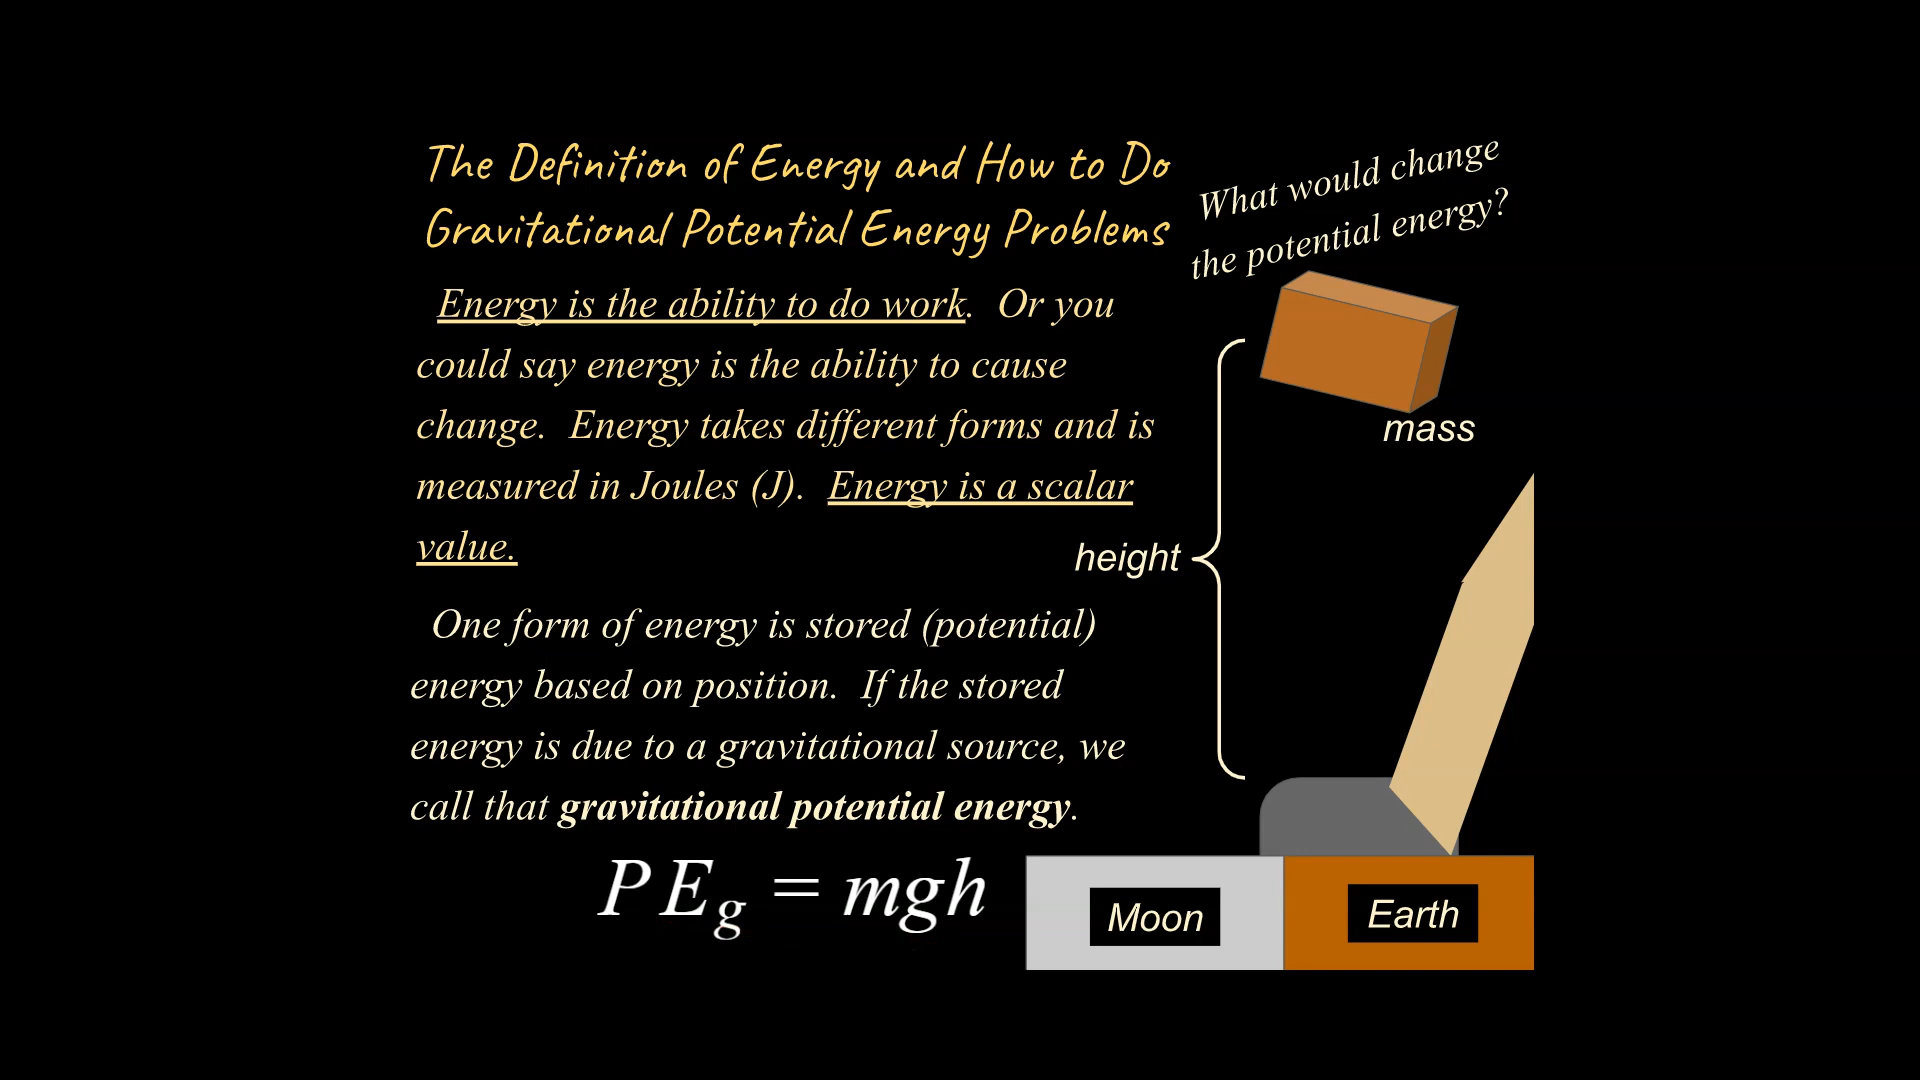 The Definition of Energy and How to Do
Gravitational Potential Energy Problems
Energy is the ability to do work. Or you
could say energy is the ability to cause
change. Energy takes different forms and is
measured in Joules (J). Energy is a scalar
value.
One form of energy is stored (potential)
energy based on position. If the stored
energy is due to a gravitational source, we
call that gravitational potential energy.
PEg = mgh
What would change
the potential energy?
mass
height
Moon
Earth